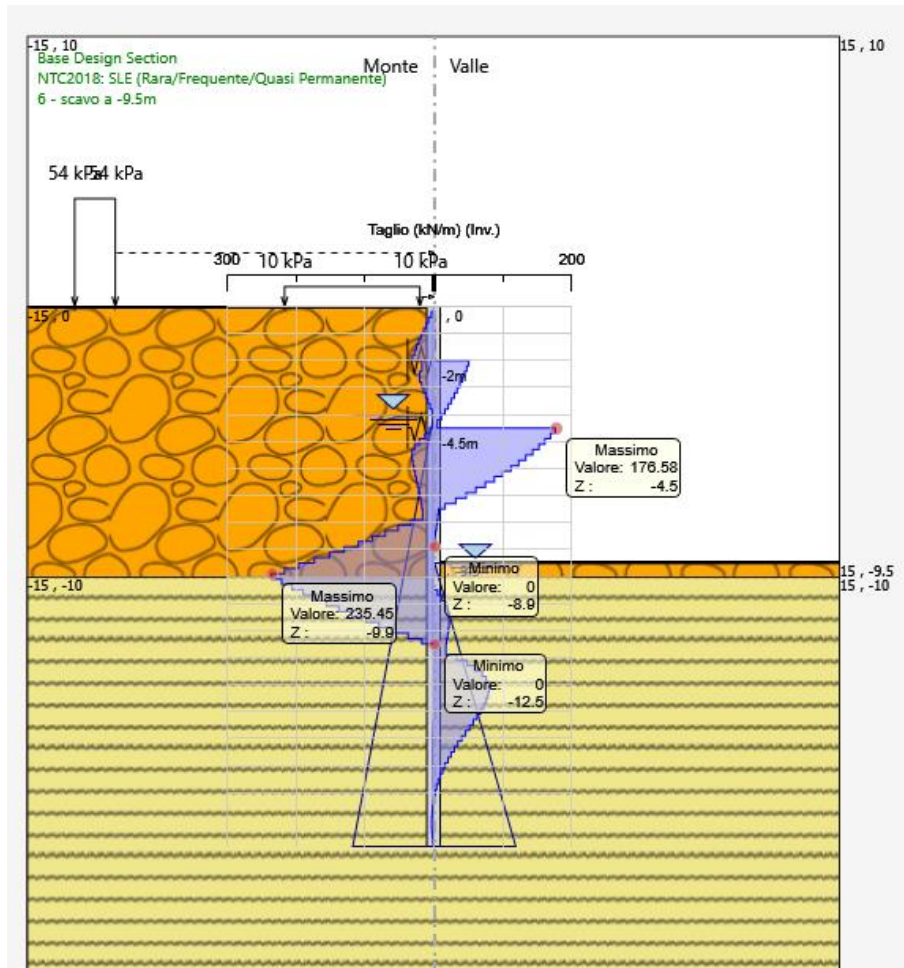 -15 , 10
15 , 10
Base Design Section
Monte
Valle
NTC2018: SLE (Rara/Frequente/Quasi Permanente)
6 - scavo a -9.5m
54 kPa
54 kPa
Taglio (kN/m) (Inv.)
300
10 kPa
10 kPa
200
-15 , 0
, 0
-2m
-4.5m
Massimo
Valore: 176.58
Z : -4.5
15 , -9.5
-15 , -10
15 , -10
Minimo
Valore: 0
Z : -8.9
Massimo
Valore: 235.45
Z : -9.9
Minimo
Valore: 0
Z : -12.5